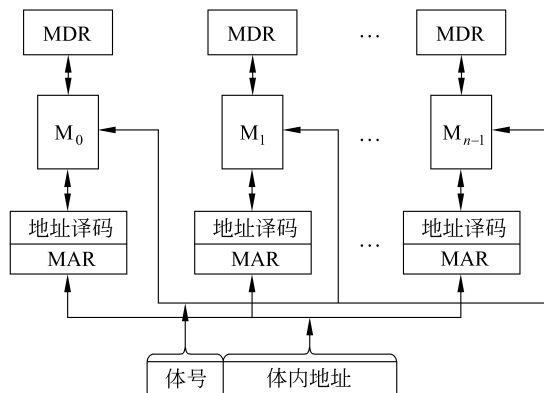 MDR MDR … MDR
M₀ M₁ … Mₙ₋₁
地址译码 地址译码 地址译码
MAR MAR … MAR
体号 体内地址